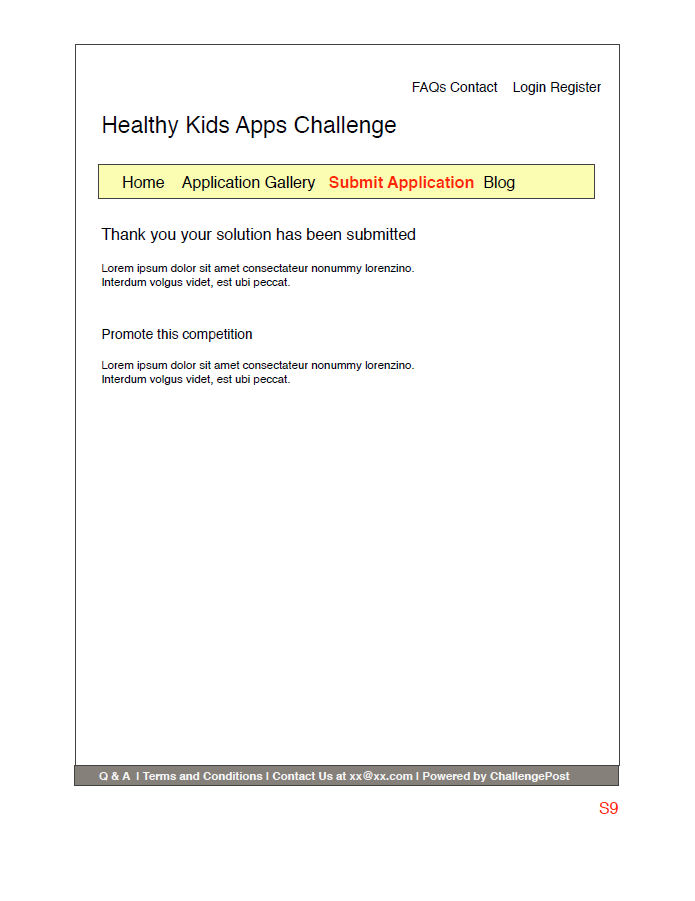 FAQs Contact Login Register
Healthy Kids Apps Challenge
Home Application Gallery Submit Application Blog
Thank you your solution has been submitted
Lorem ipsum dolor sit amet consectateur nonummy lorenzino.
Interdum volgus videt, est ubi peccat.
Promote this competition
Lorem ipsum dolor sit amet consectateur nonummy lorenzino.
Interdum volgus videt, est ubi peccat.
Q & A | Terms and Conditions | Contact Us at xx@xx.com | Powered by ChallengePost
S9